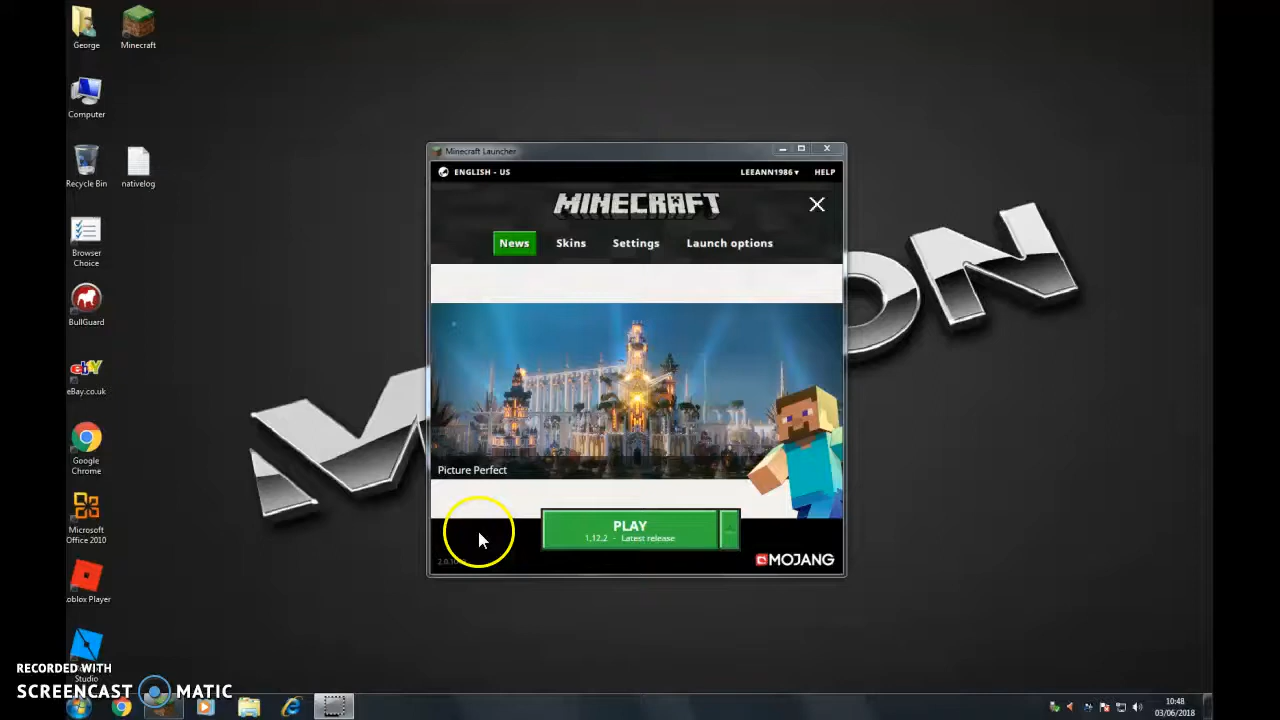 George
Minecraft
Computer
Recycle Bin
nativelog
Browser
Choice
BullGuard
ebY
eBay.co.uk
Google
Chrome
Microsoft
Office 2010
oblox Player
Studio
Minecraft Launcher
ENGLISH - US
LEEANN1986
HELP
MINECRAFT
News
Skins
Settings
Launch options
Picture Perfect
PLAY
1.12.2 - Latest release
MOJANG
RECORDED WITH
SCREENCAST MATIC
10:48
03/06/2018